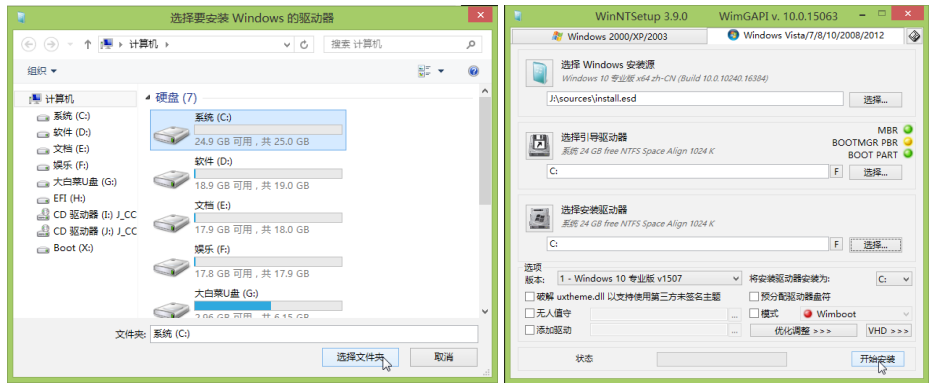 选择要安装 Windows 的驱动器
计算机
搜索 计算机
组织
计算机
系统 (C:)
软件 (D:)
文档 (E:)
娱乐 (F:)
大白菜U盘 (G:)
EFI (H:)
CD 驱动器 (I:) J_CC
CD 驱动器 (J:) J_CC
Boot (X:)
硬盘 (7)
系统 (C:)
24.9 GB 可用，共 25.0 GB
软件 (D:)
18.9 GB 可用，共 19.0 GB
文档 (E:)
17.9 GB 可用，共 18.0 GB
娱乐 (F:)
17.8 GB 可用，共 17.9 GB
大白菜U盘 (G:)
2.96 GB 可用，共 6.15 GB
文件夹: 系统 (C:)
选择文件夹
取消
WinNTSetup 3.9.0 WimGAPI v. 10.0.15063
Windows 2000/XP/2003
Windows Vista/7/8/10/2008/2012
选择 Windows 安装源
Windows 10 专业版 x64 zh-CN (Build 10.0.10240.16384)
J:\sources\install.esd
选择...
选择引导驱动器
系统 24 GB free NTFS Space Align 1024 K
MBR
BOOTMGR PBR
BOOT PART
C:
F
选择...
选择安装驱动器
系统 24 GB free NTFS Space Align 1024 K
C:
F
选择...
选项
版本: 1 - Windows 10 专业版 v1507
将安装驱动器安装为: C:
破解 uxtheme.dll 以支持使用第三方未签名主题
预分配驱动器盘符
无人值守
...
模式
Wimboot
添加驱动
...
优化调整 >>>
VHD >>>
状态
开始安装